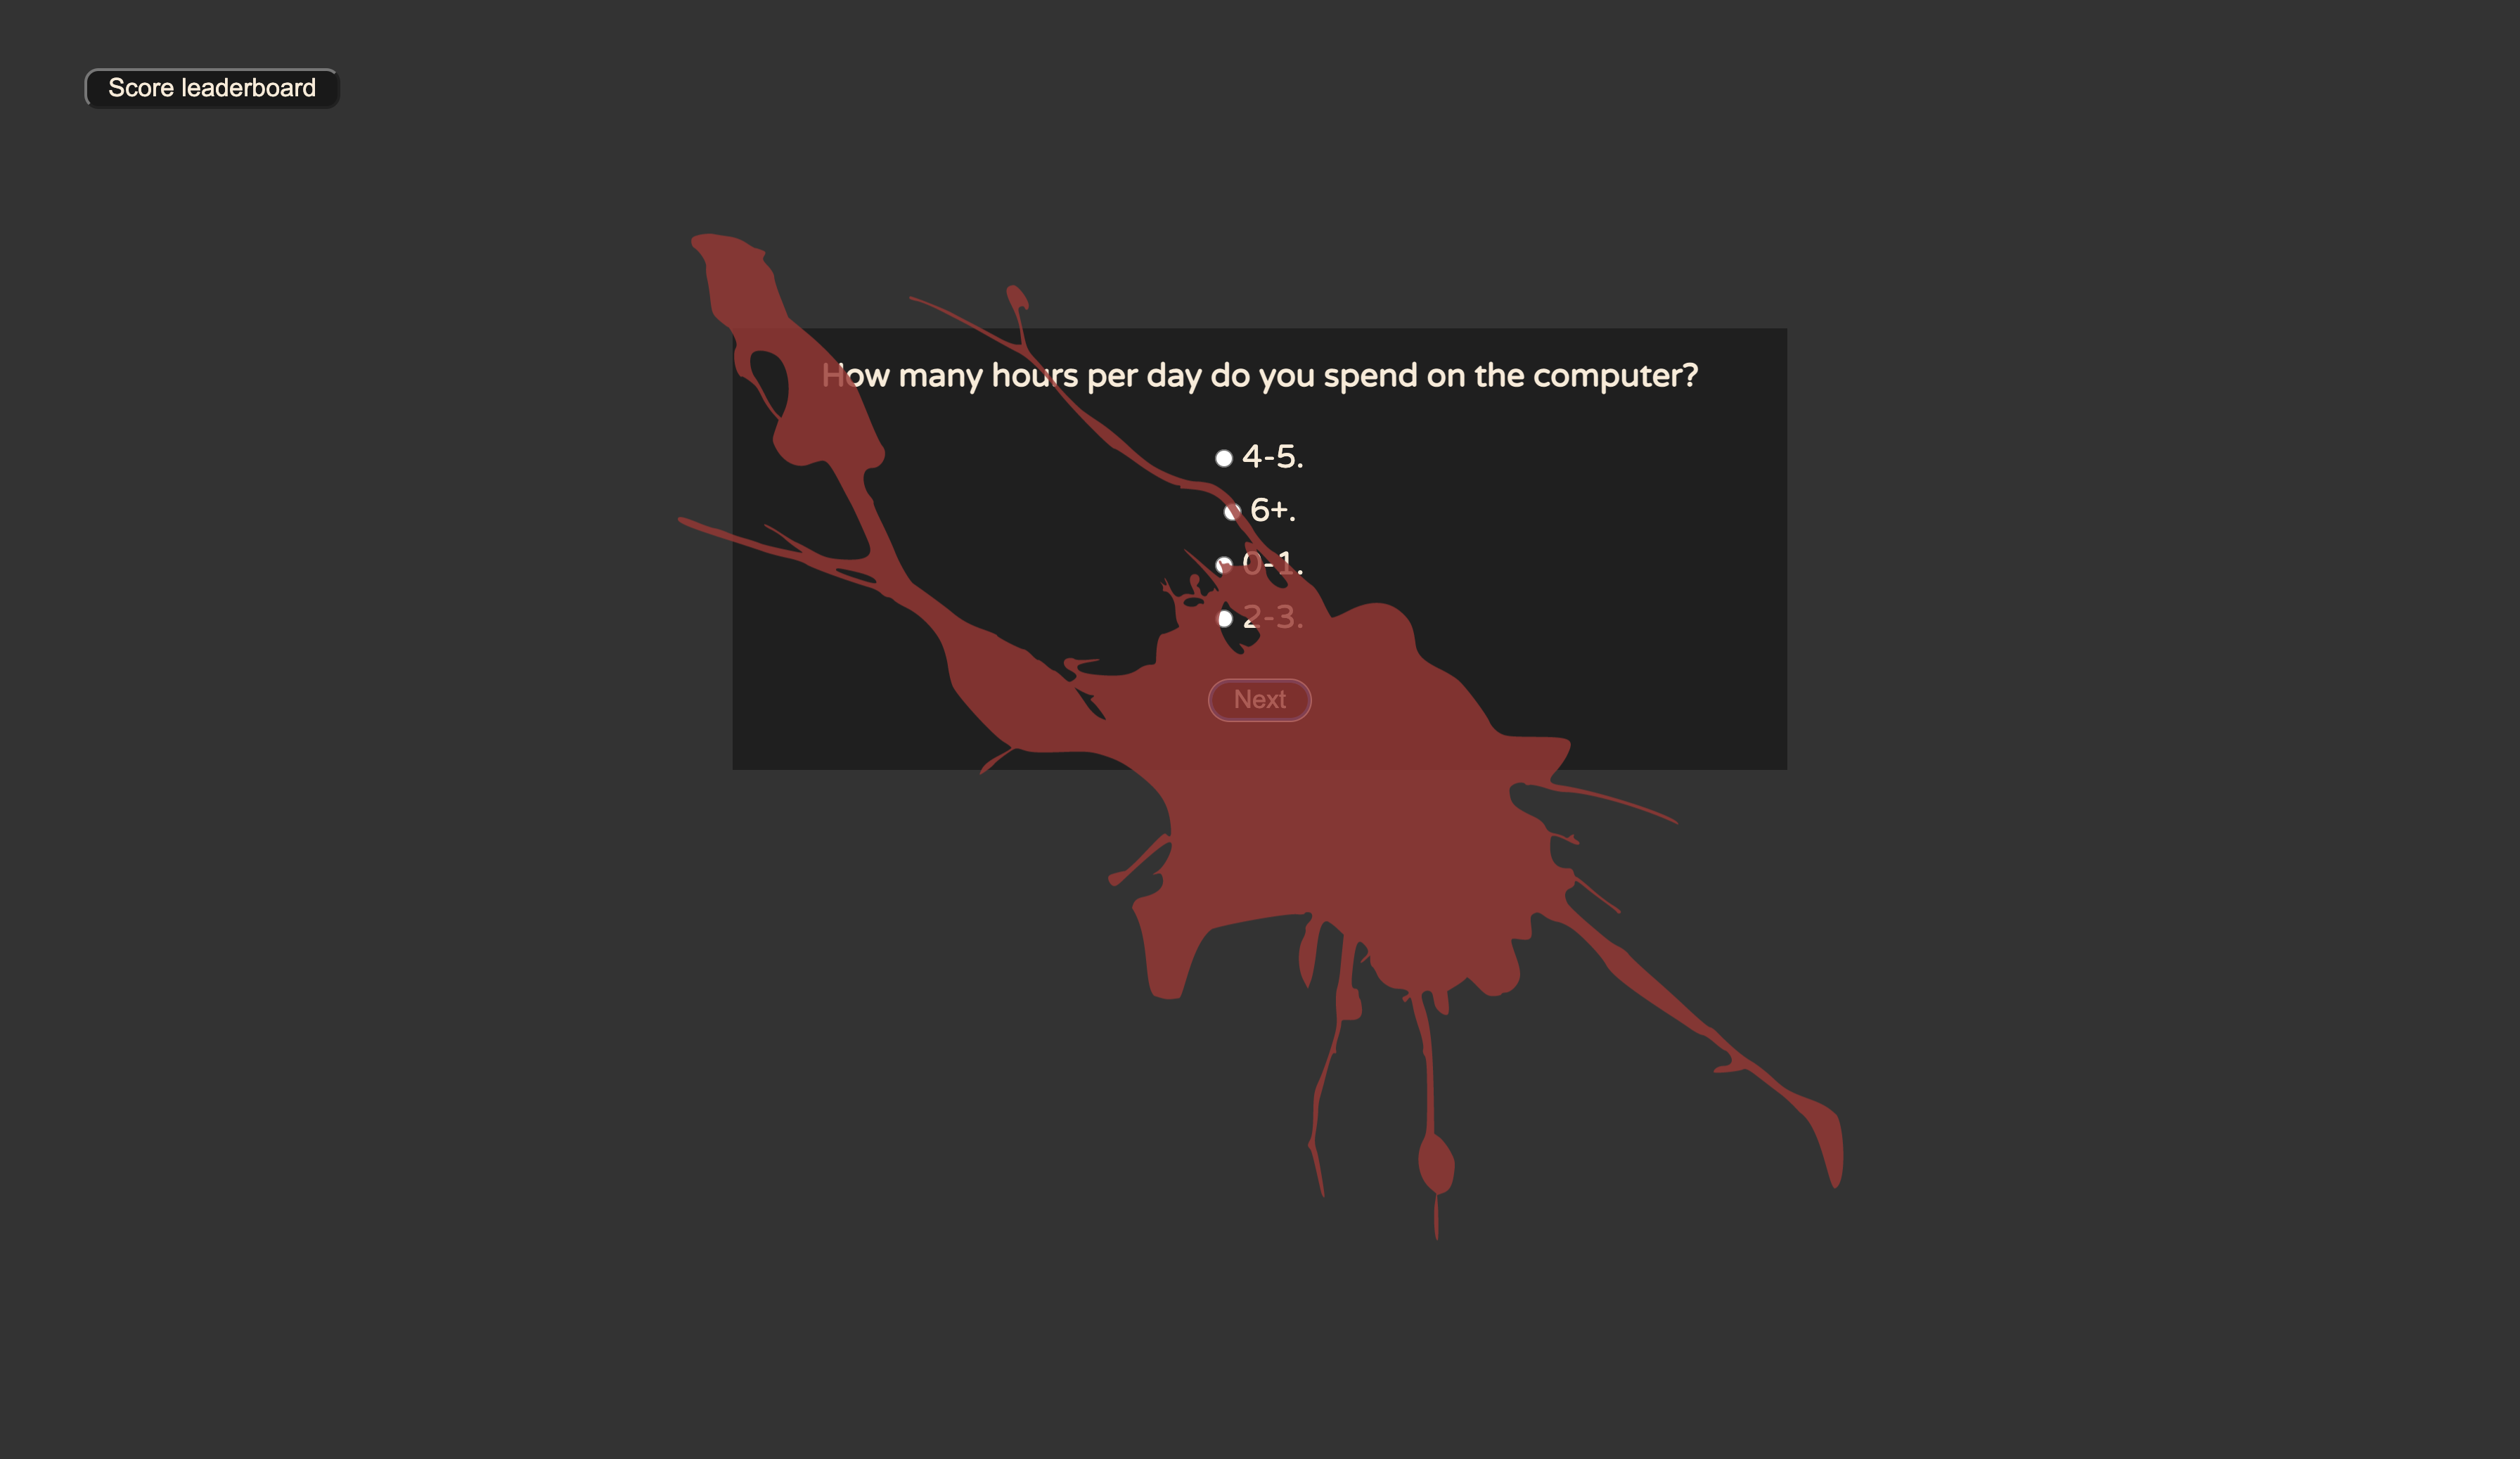 Score leaderboard
How many hours per day do you spend on the computer?
4-5.
6+.
0-1.
2-3.
Next